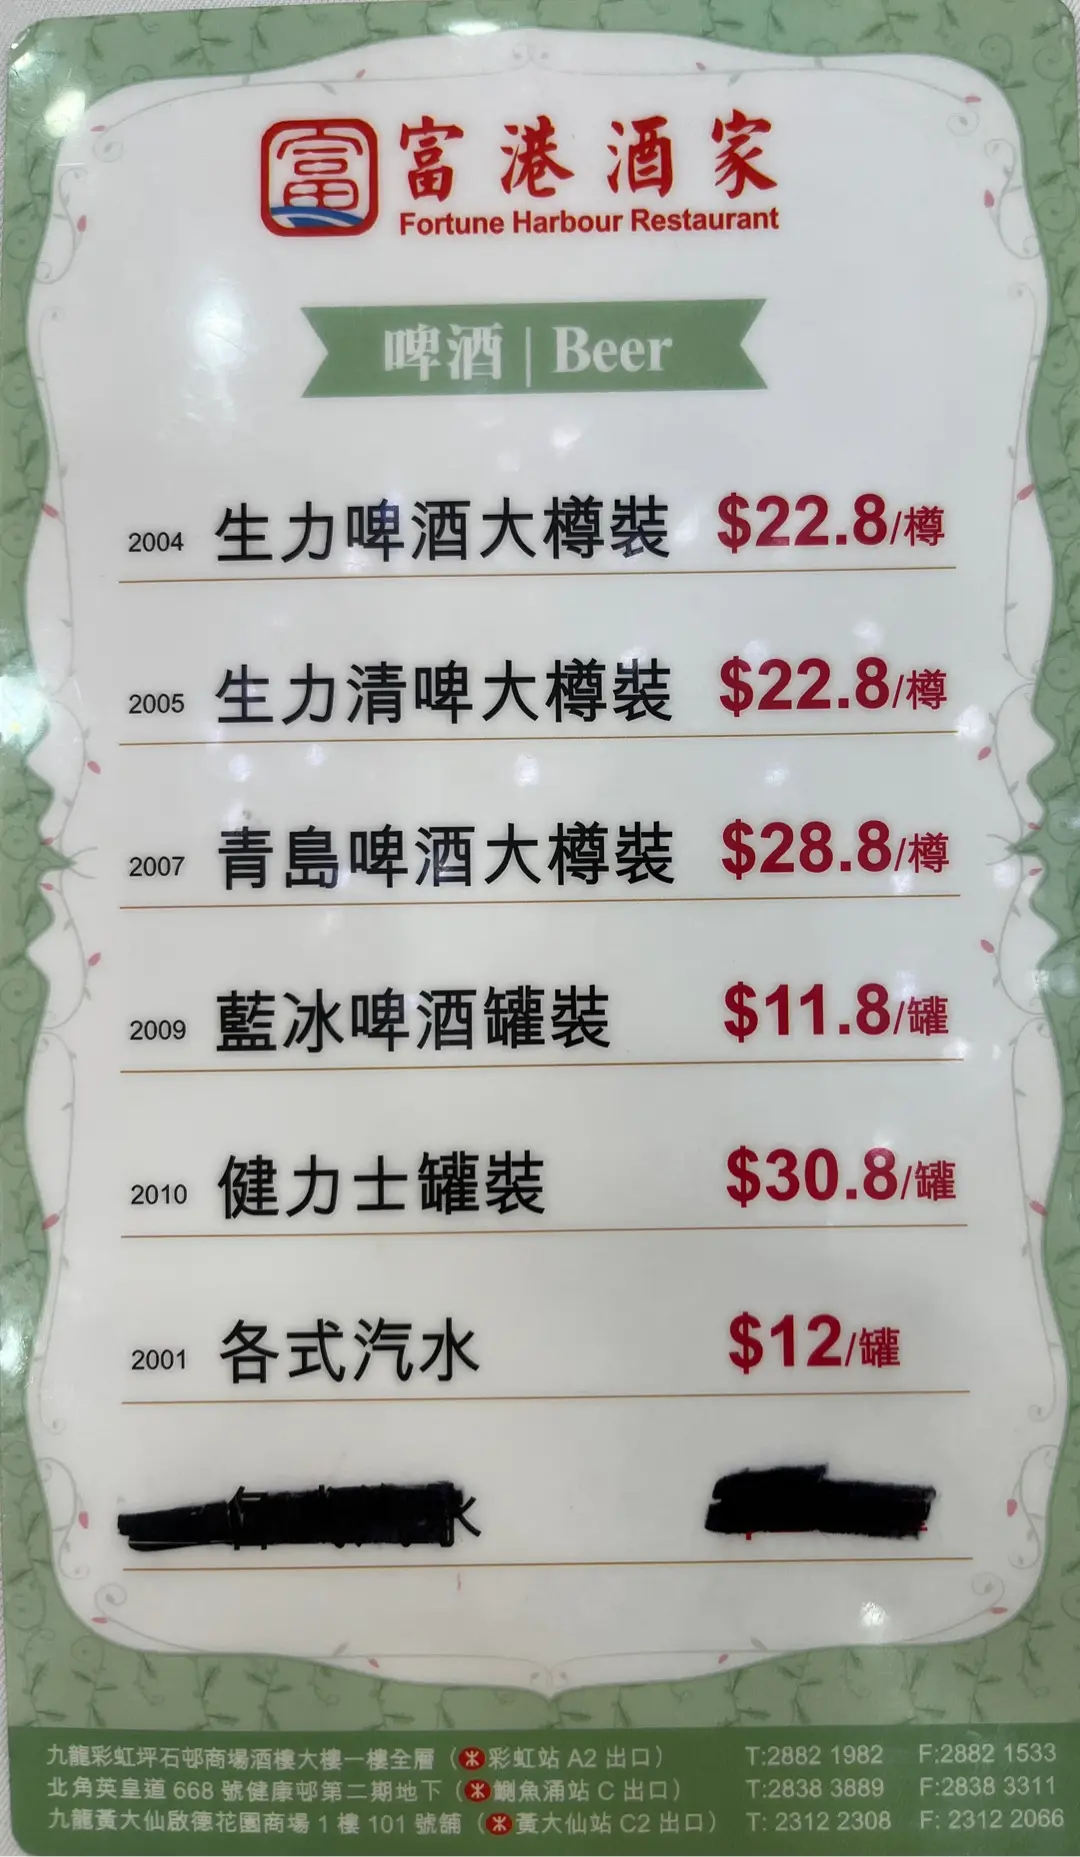 富 富港酒家
Fortune Harbour Restaurant
啤酒 | Beer
2004 生力啤酒大樽裝 $22.8/樽
2005 生力清啤大樽裝 $22.8/樽
2007 青島啤酒大樽裝 $28.8/樽
2009 藍冰啤酒罐裝 $11.8/罐
2010 健力士罐裝 $30.8/罐
2001 各式汽水 $12/罐
九龍彩虹坪石邨商場酒樓大樓一樓全層（彩虹站 A2 出口） T:2882 1982 F:2882 1533
北角英皇道 668 號健康邨第二期地下（鰂魚涌站 C 出口） T:2838 3889 F:2838 3311
九龍黃大仙啟德花園商場 1 樓 101 號舖（黃大仙站 C2 出口） T: 2312 2308 F: 2312 2066